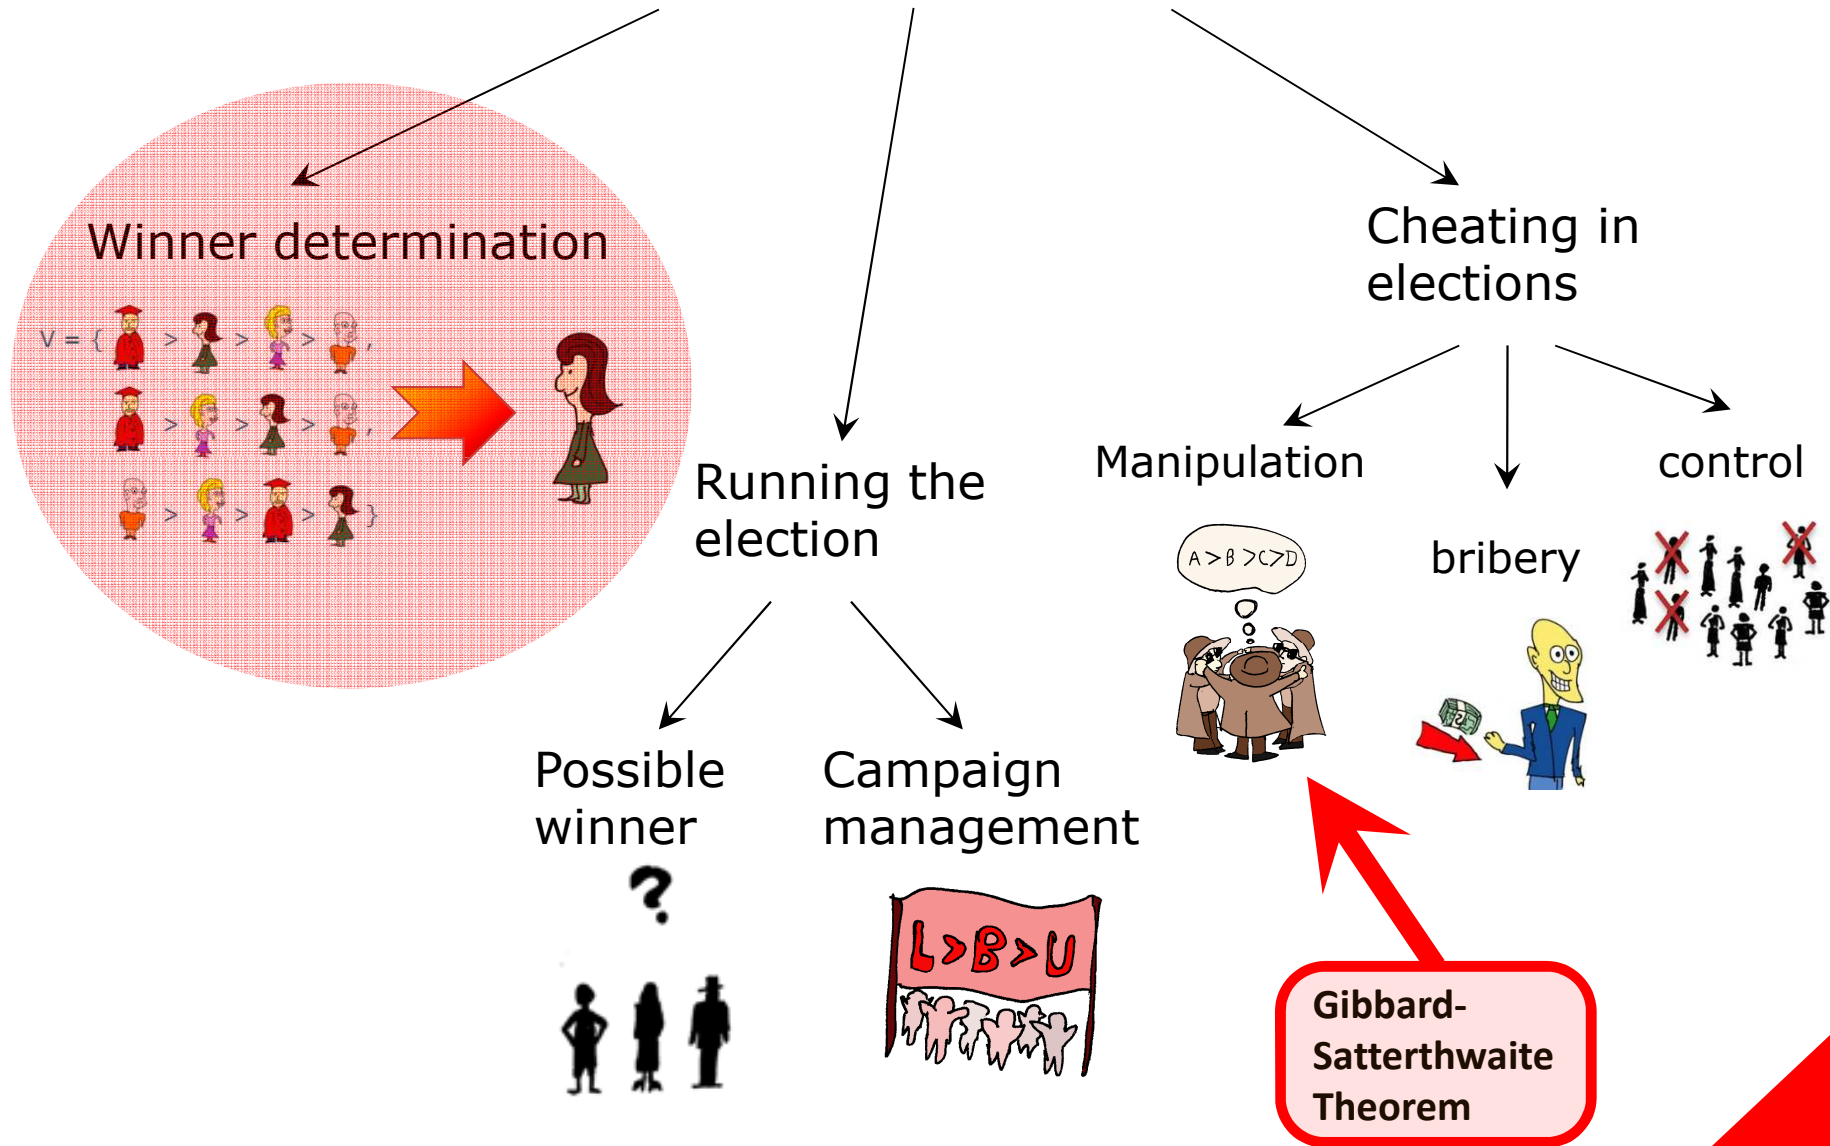 Winner determination
V = { > > > ,
> > > ,
> > > }
Cheating in
elections
Running the
election
Manipulation
bribery
control
A > B > C > D
Possible
winner
?
Campaign
management
L > B > U
Gibbard-
Satterthwaite
Theorem